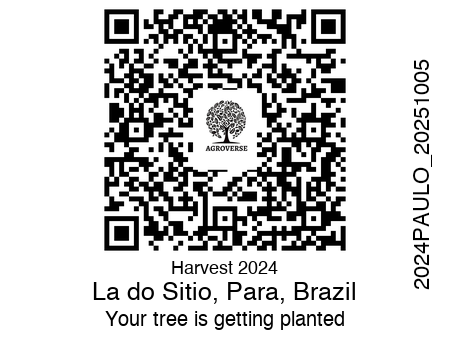 AGROVERSE
Harvest 2024
La do Sitio, Para, Brazil
Your tree is getting planted
2024PAULO_20251005